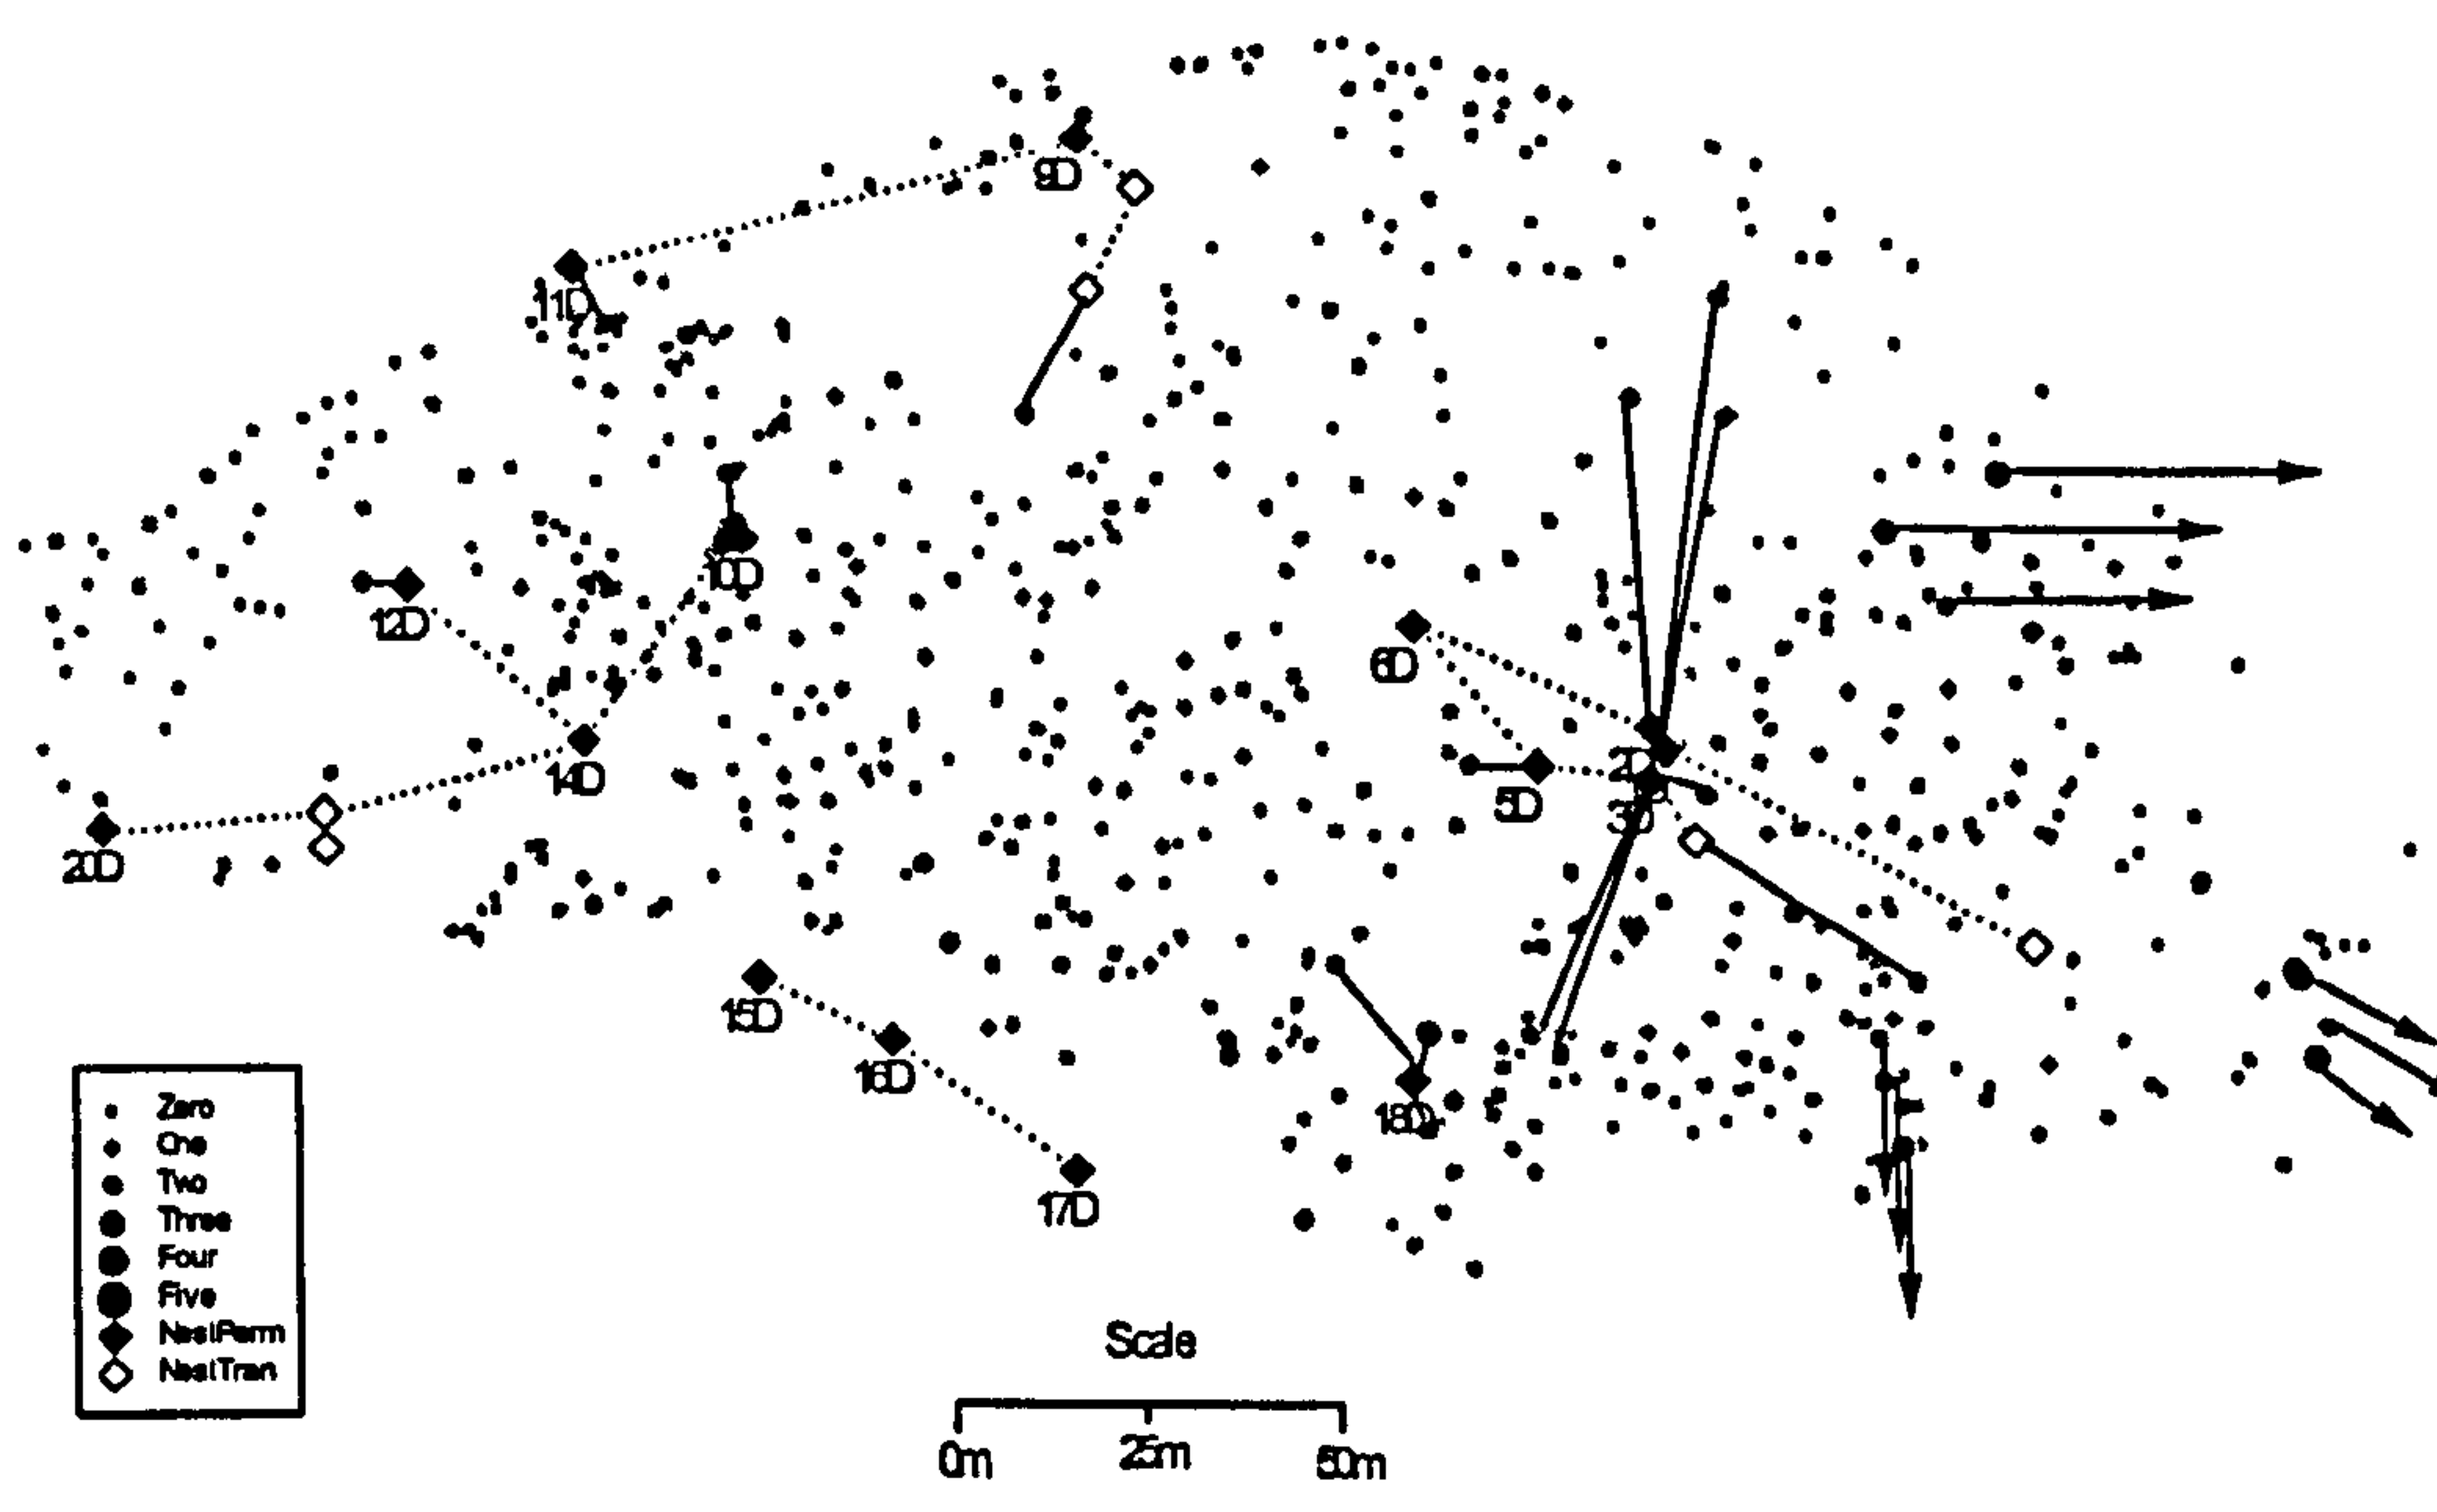 9D
11D
10D
12D
6D
2D
14D
5D
3D
20D
15D
16D
18D
17D
Zero
One
Two
Three
Four
Five
NestPerm
NestTran
Scale
0m 25m 50m